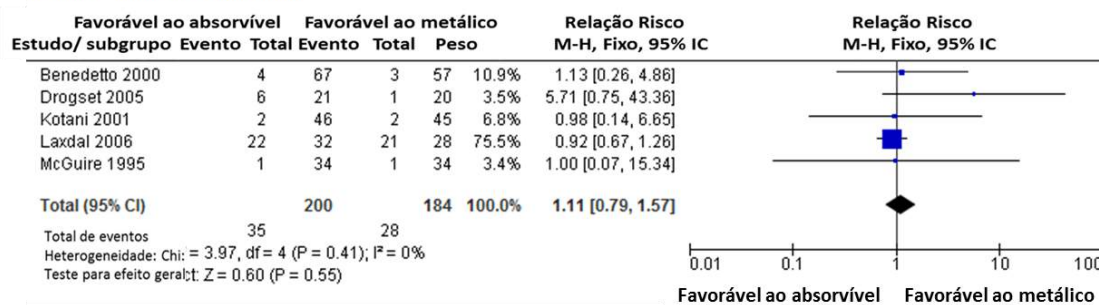 Favorável ao absorvível Favorável ao metálico Relação Risco Relação Risco
Estudo/ subgrupo Evento Total Evento Total Peso M-H, Fixo, 95% IC M-H, Fixo, 95% IC
Benedetto 2000 4 67 3 57 10.9% 1.13 [0.26, 4.86]
Drogset 2005 6 21 1 20 3.5% 5.71 [0.75, 43.36]
Kotani 2001 2 46 2 45 6.8% 0.98 [0.14, 6.65]
Laxdal 2006 22 32 21 28 75.5% 0.92 [0.67, 1.26]
McGuire 1995 1 34 1 34 3.4% 1.00 [0.07, 15.34]
Total (95% CI) 200 184 100.0% 1.11 [0.79, 1.57]
Total de eventos 35 28
Heterogeneidade: Chi: = 3.97, df = 4 (P = 0.41); I² = 0%
Teste para efeito geral:t: Z = 0.60 (P = 0.55)
0.01 0.1 1 10 100
Favorável ao absorvível Favorável ao metálico